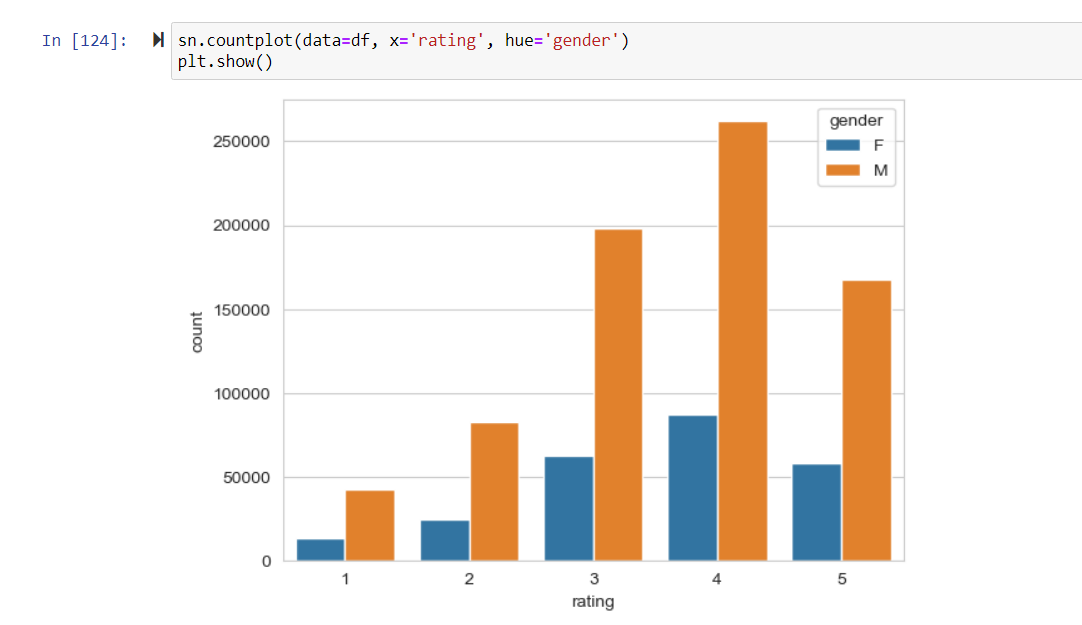 In [124]:
sn.countplot(data=df, x='rating', hue='gender')
plt.show()
gender
F
M
250000
200000
150000
100000
50000
0
count
1 2 3 4 5
rating